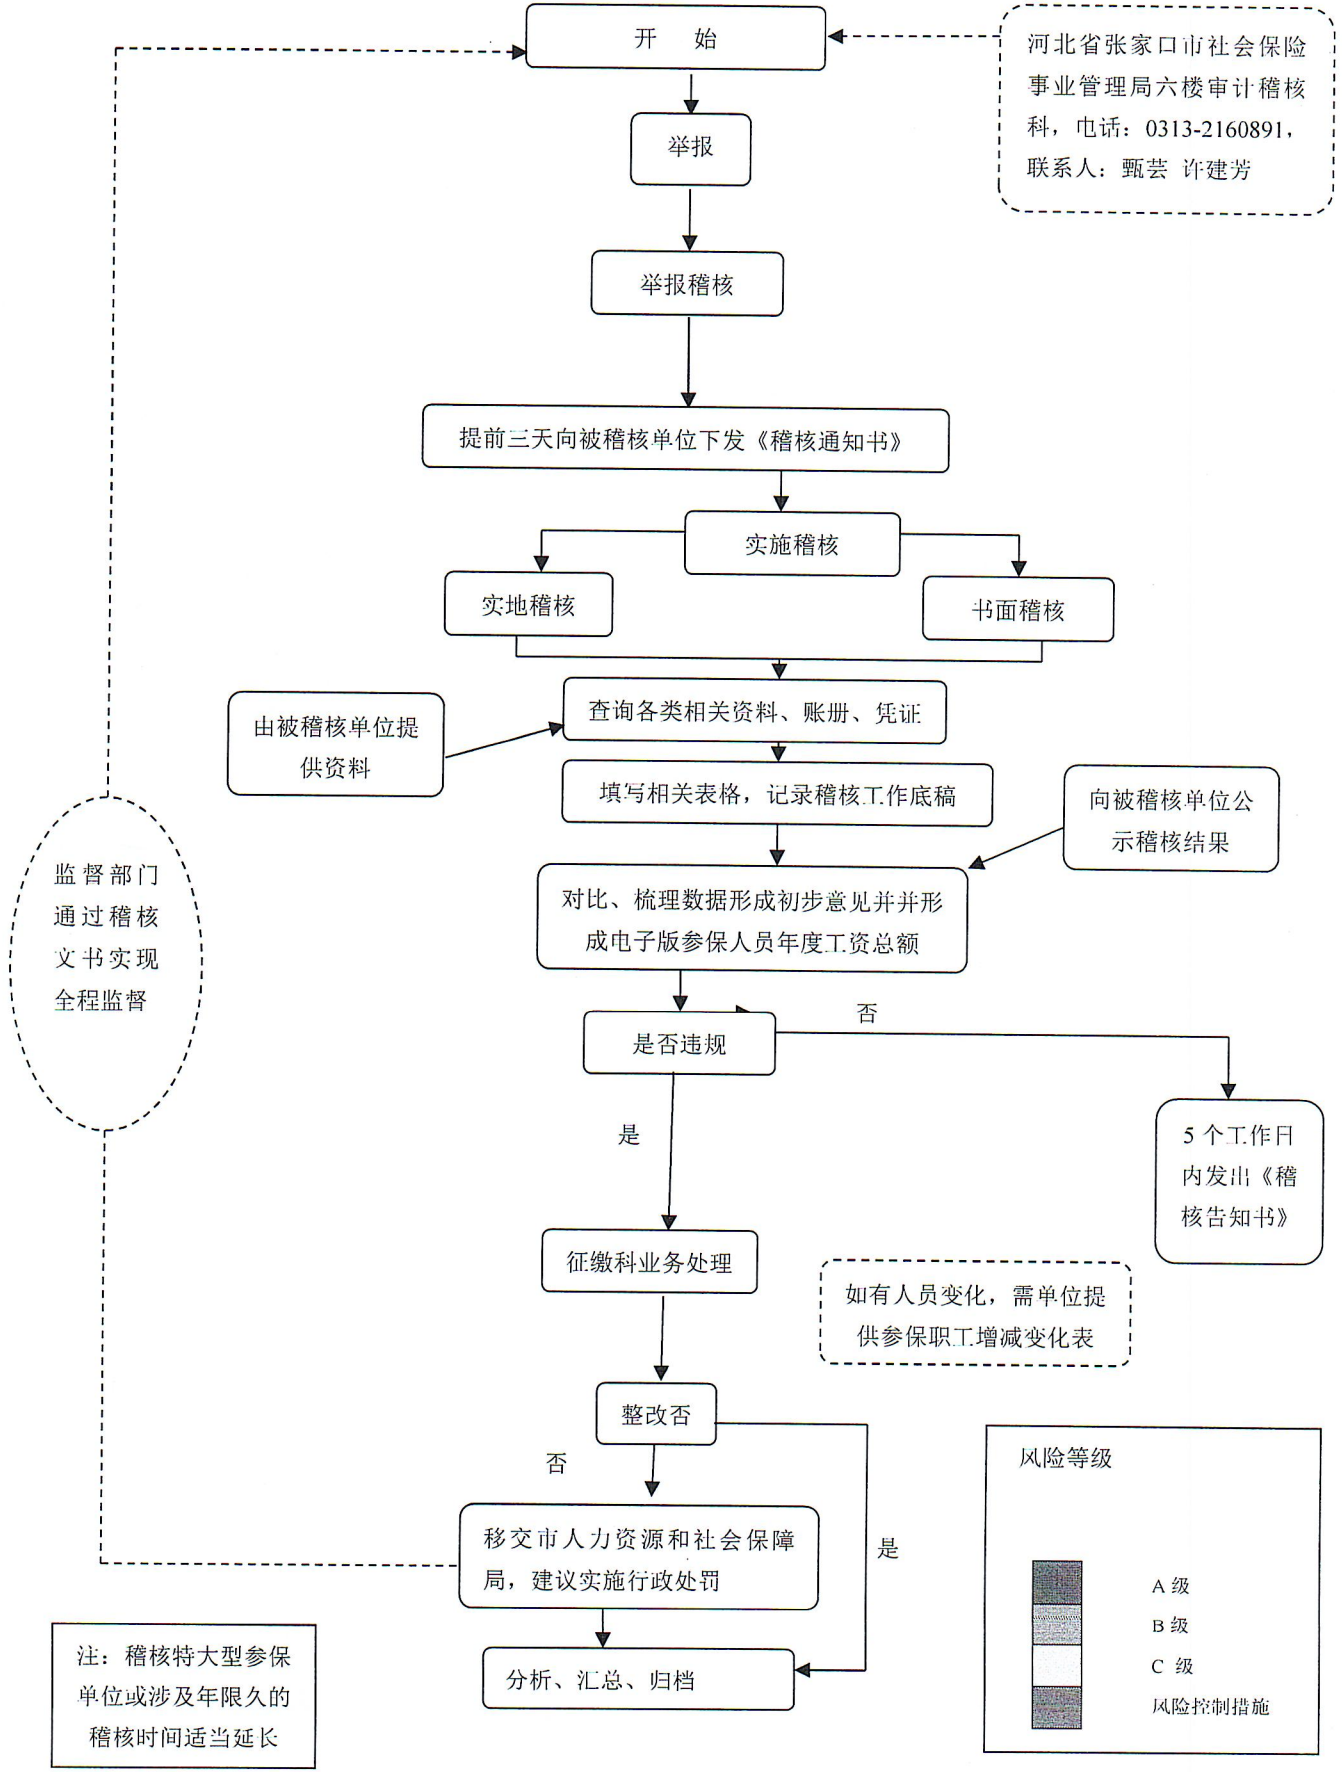 开 始
河北省张家口市社会保险
事业管理局六楼审计稽核
科，电话：0313-2160891，
联系人：甄芸 许建芳
举报
举报稽核
提前三天向被稽核单位下发《稽核通知书》
实施稽核
实地稽核
书面稽核
由被稽核单位提
供资料
查询各类相关资料、账册、凭证
填写相关表格，记录稽核工作底稿
向被稽核单位公
示稽核结果
监督部门
通过稽核
文书实现
全程监督
对比、梳理数据形成初步意见并并形
成电子版参保人员年度工资总额
是否违规
否
是
5 个工作日
内发出《稽
核告知书》
征缴科业务处理
如有人员变化，需单位提
供参保职工增减变化表
整改否
否
是
移交市人力资源和社会保障
局，建议实施行政处罚
分析、汇总、归档
注：稽核特大型参保
单位或涉及年限久的
稽核时间适当延长
风险等级
A 级
B 级
C 级
风险控制措施